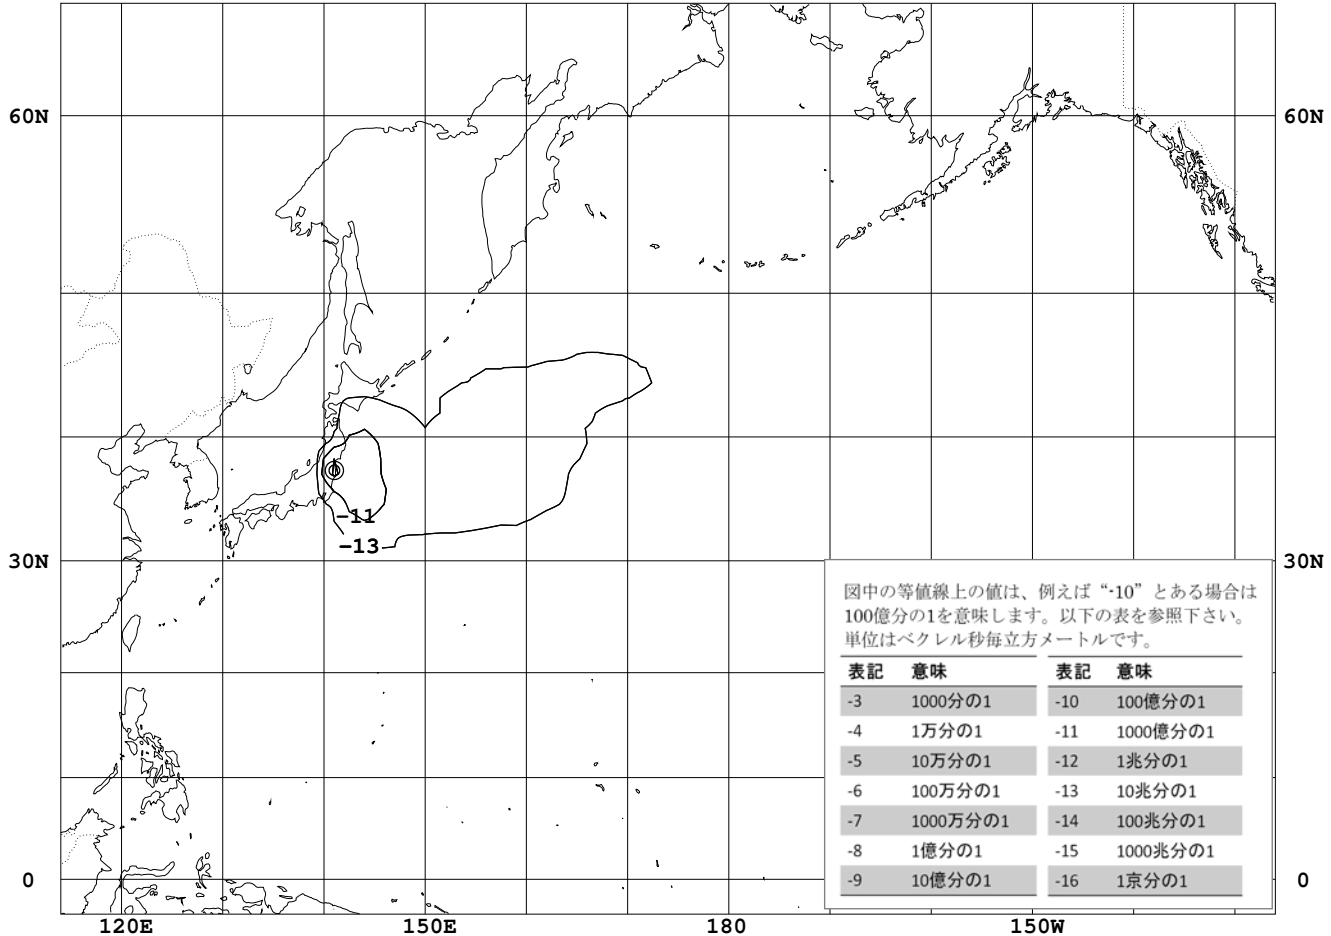 60N
60N
-11
-13
30N
30N
図中の等値線上の値は、例えば“-10”とある場合は
100億分の1を意味します。以下の表を参照下さい。
単位はベクレル秒毎立方メートルです。
表記 意味 表記 意味
-3 1000分の1 -10 100億分の1
-4 1万分の1 -11 1000億分の1
-5 10万分の1 -12 1兆分の1
-6 100万分の1 -13 10兆分の1
-7 1000万分の1 -14 100兆分の1
-8 1億分の1 -15 1000兆分の1
-9 10億分の1 -16 1京分の1
0
0
120E 150E 180 150W